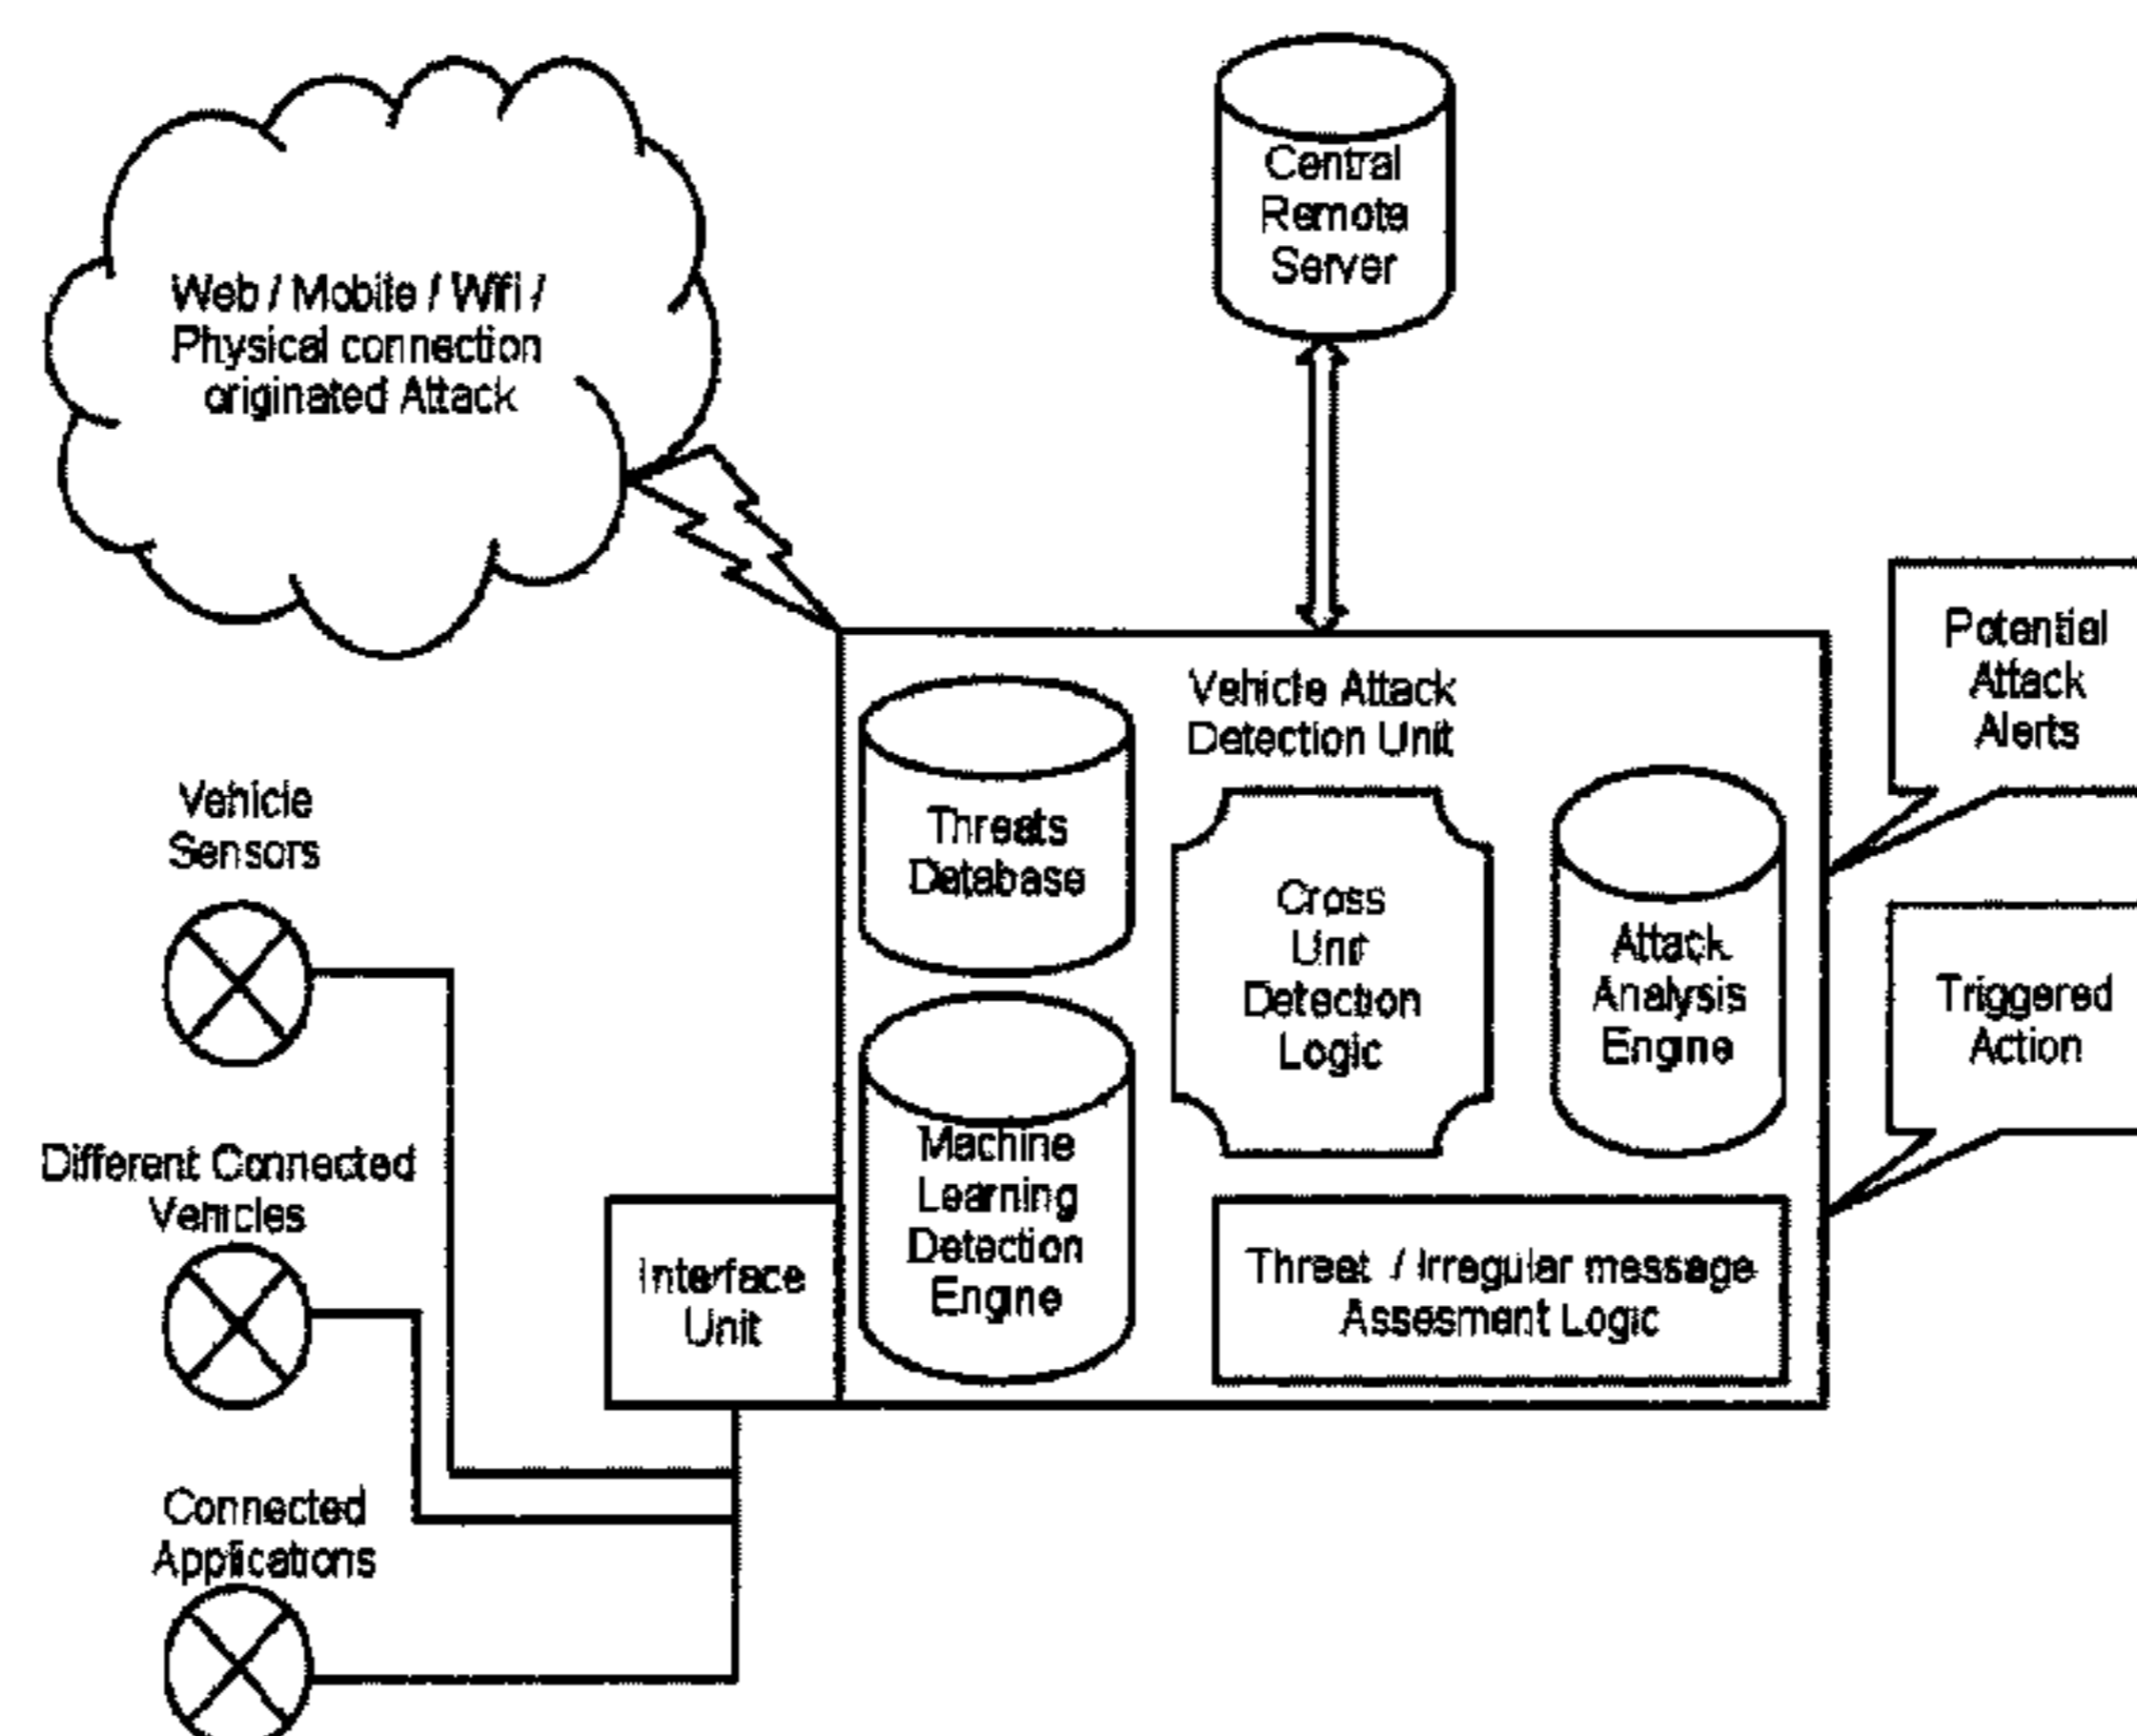 Web / Mobile / Wifi /
Physical connection
originated Attack
Central
Remote
Server
Vehicle Attack
Detection Unit
Potential
Attack
Alerts
Threats
Database
Cross
Unit
Detection
Logic
Attack
Analysis
Engine
Triggered
Action
Machine
Learning
Detection
Engine
Threat / Irregular message
Assesment Logic
Interface
Unit
Vehicle
Sensors
Different Connected
Vehicles
Connected
Applications